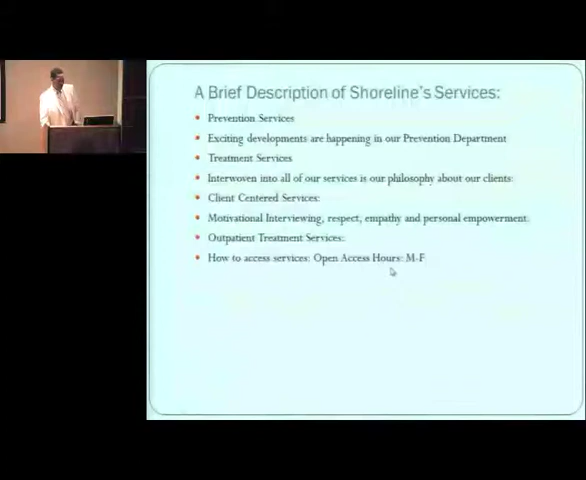 A Brief Description of Shoreline's Services:
Prevention Services
Exciting developments are happening in our Prevention Department
Treatment Services
Interwoven into all of our services is our philosophy about our clients:
Client Centered Services:
Motivational Interviewing, respect, empathy and personal empowerment.
Outpatient Treatment Services:
How to access services: Open Access Hours: M-F